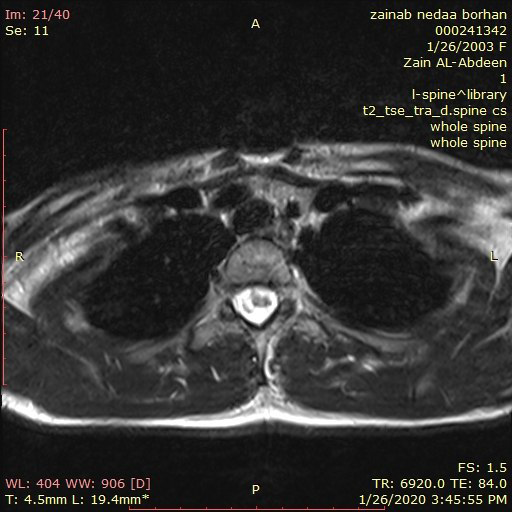 Im: 21/40
Se: 11
A
zainab nedaa borhan
000241342
1/26/2003 F
Zain AL-Abdeen
1
l-spine^library
t2_tse_tra_d.spine cs
whole spine
whole spine
R
L
WL: 404 WW: 906 [D]
T: 4.5mm L: 19.4mm*
P
FS: 1.5
TR: 6920.0 TE: 84.0
1/26/2020 3:45:55 PM